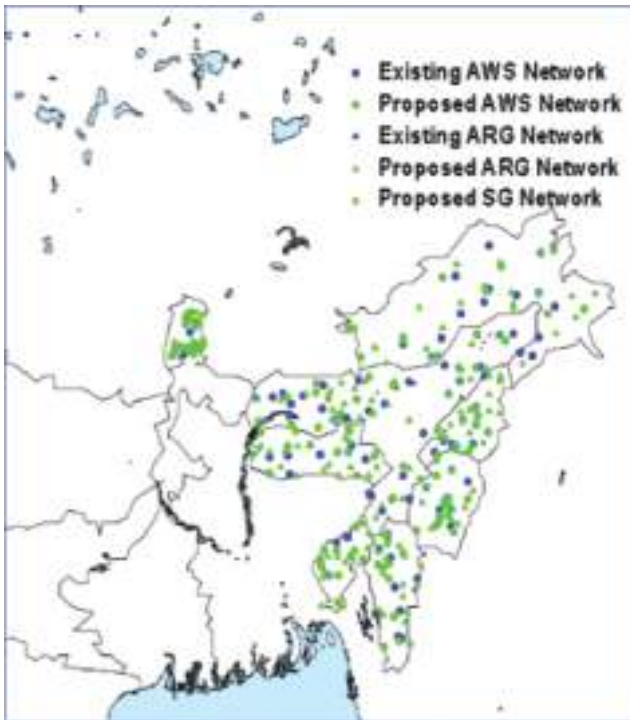 Existing AWS Network
Proposed AWS Network
Existing ARG Network
Proposed ARG Network
Proposed SG Network